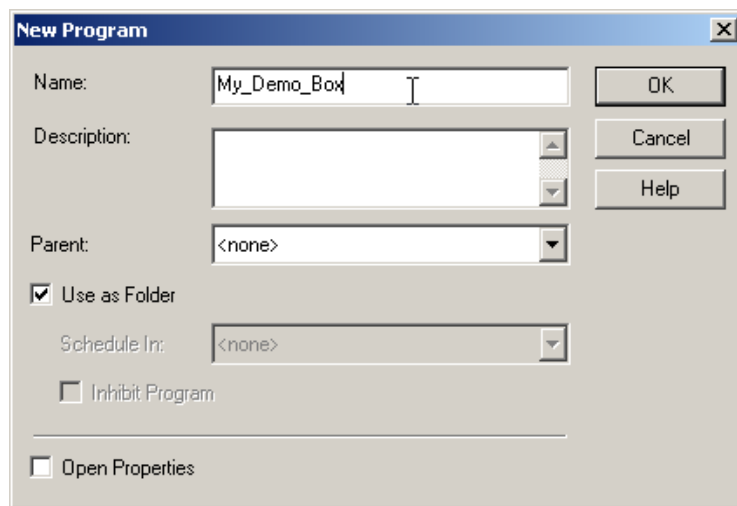 New Program
Name: My_Demo_Box OK
Description: Cancel
Help
Parent: <none>
Use as Folder
Schedule In: <none>
Inhibit Program
Open Properties